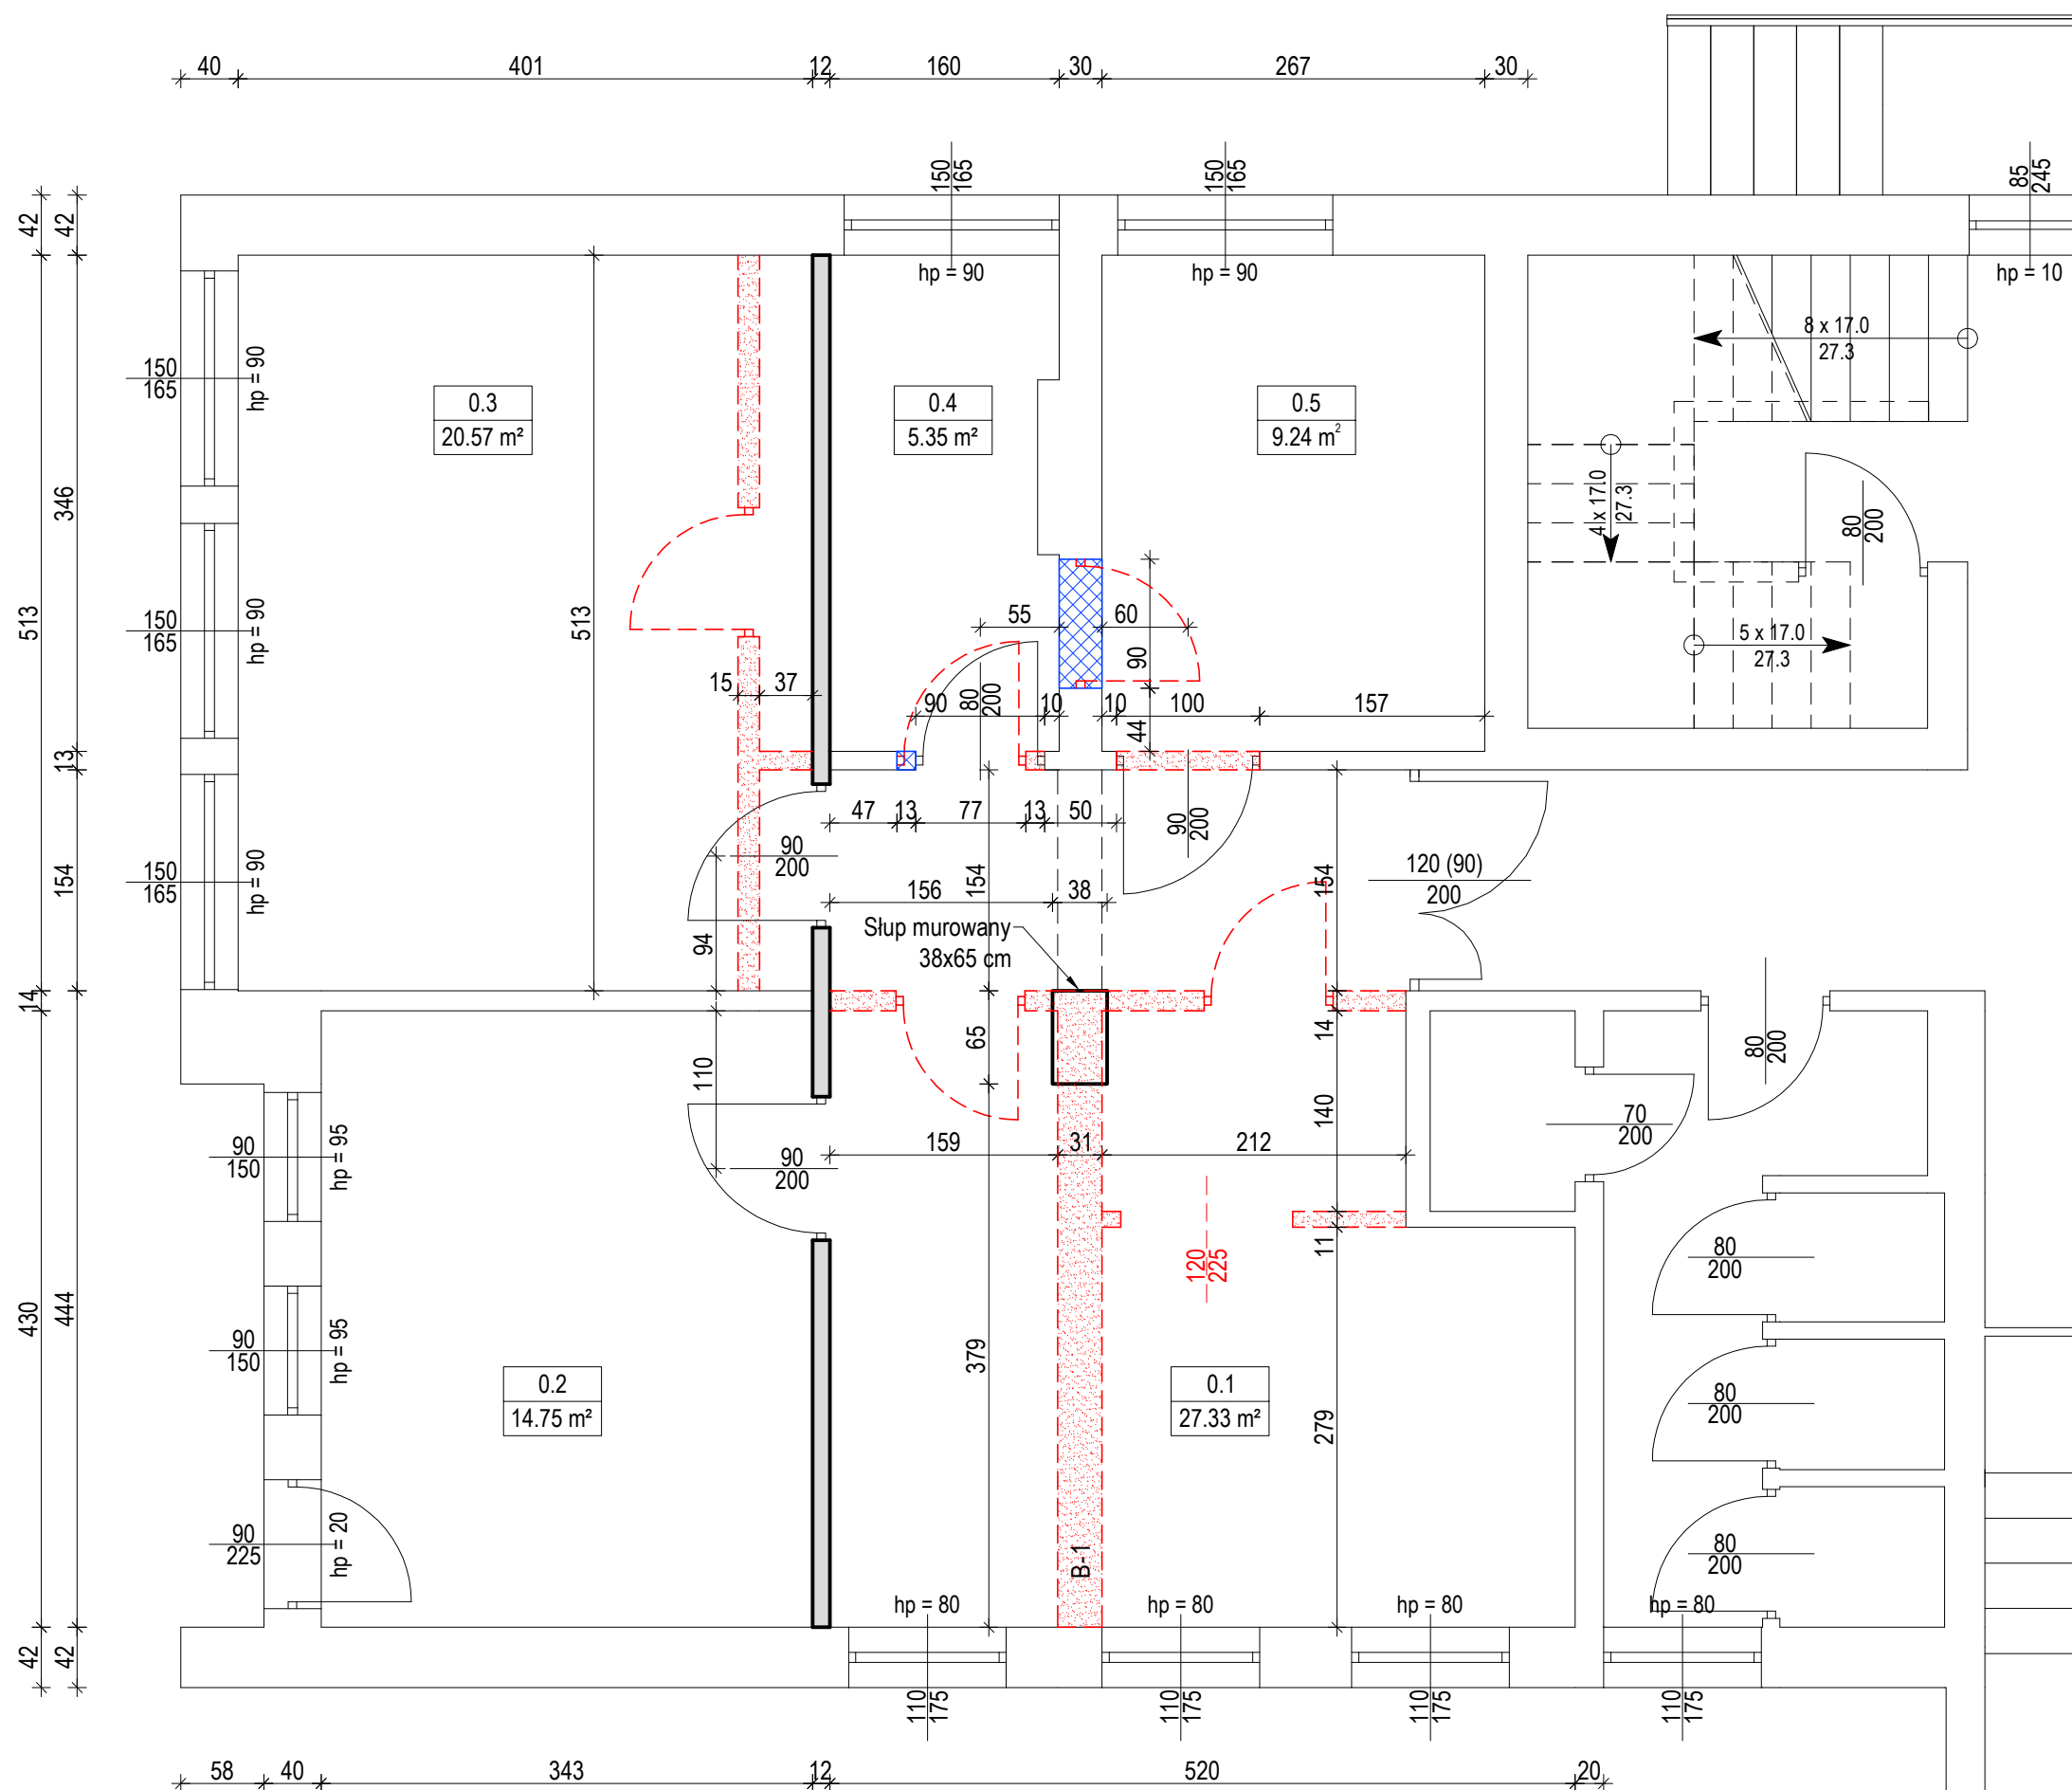 40 401 12 160 30 267 30
150
165
150
165
85
245
42 42
hp = 90
hp = 90
hp = 10
8 x 17.0
27.3
150
165
hp = 90
0.3
20.57 m²
0.4
5.35 m²
0.5
9.24 m²
346
4 x 17.0
27.3
80
200
513
513
150
165
hp = 90
55
60
5 x 17.0
27.3
90
15 37
90
80
200
10 10 100 157
44
13
47 13 77 13 50
90
200
90
200
154
150
165
hp = 90
154
154
120 (90)
200
156 38
Słup murowany
38x65 cm
94
14
14
65
110
80
200
140
70
200
90
150
hp = 95
90
200
159 31 212
11
120
225
80
200
430
444
90
150
hp = 95
379
0.2
14.75 m²
0.1
27.33 m²
279
80
200
90
225
hp = 20
B-1
80
200
hp = 80
hp = 80
hp = 80
hp = 80
42 42
110
175
110
175
110
175
110
175
58 40 343 12 520 20